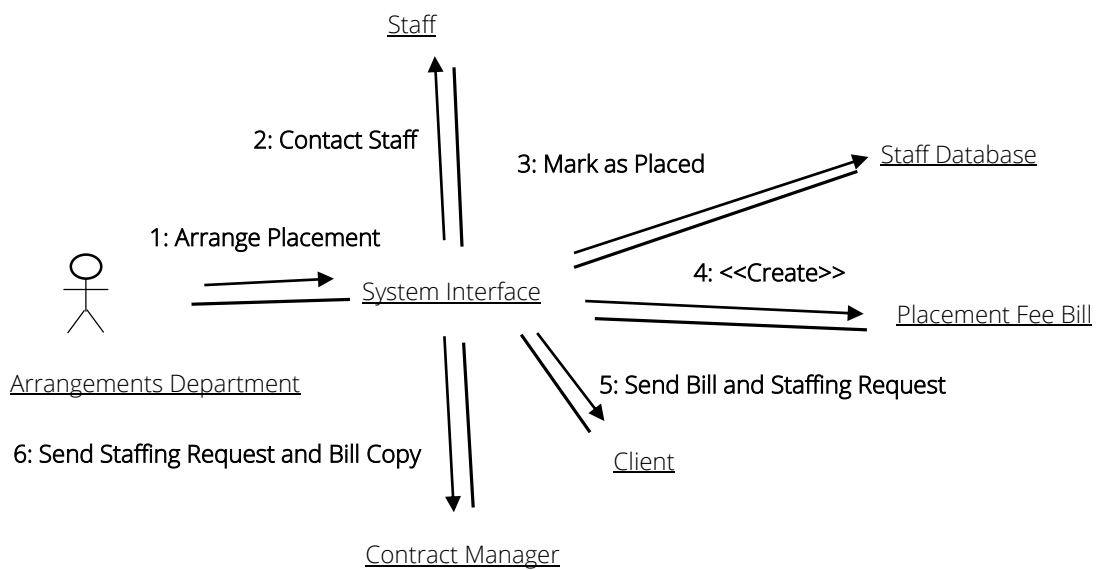 Staff
2: Contact Staff
3: Mark as Placed
Staff Database
1: Arrange Placement
4: <<Create>>
System Interface
Placement Fee Bill
Arrangements Department
5: Send Bill and Staffing Request
6: Send Staffing Request and Bill Copy
Client
Contract Manager